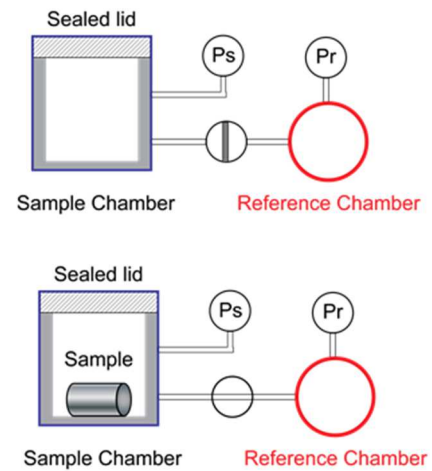 Sealed lid
Ps
Pr
Sample Chamber
Reference Chamber
Sealed lid
Ps
Pr
Sample
Sample Chamber
Reference Chamber